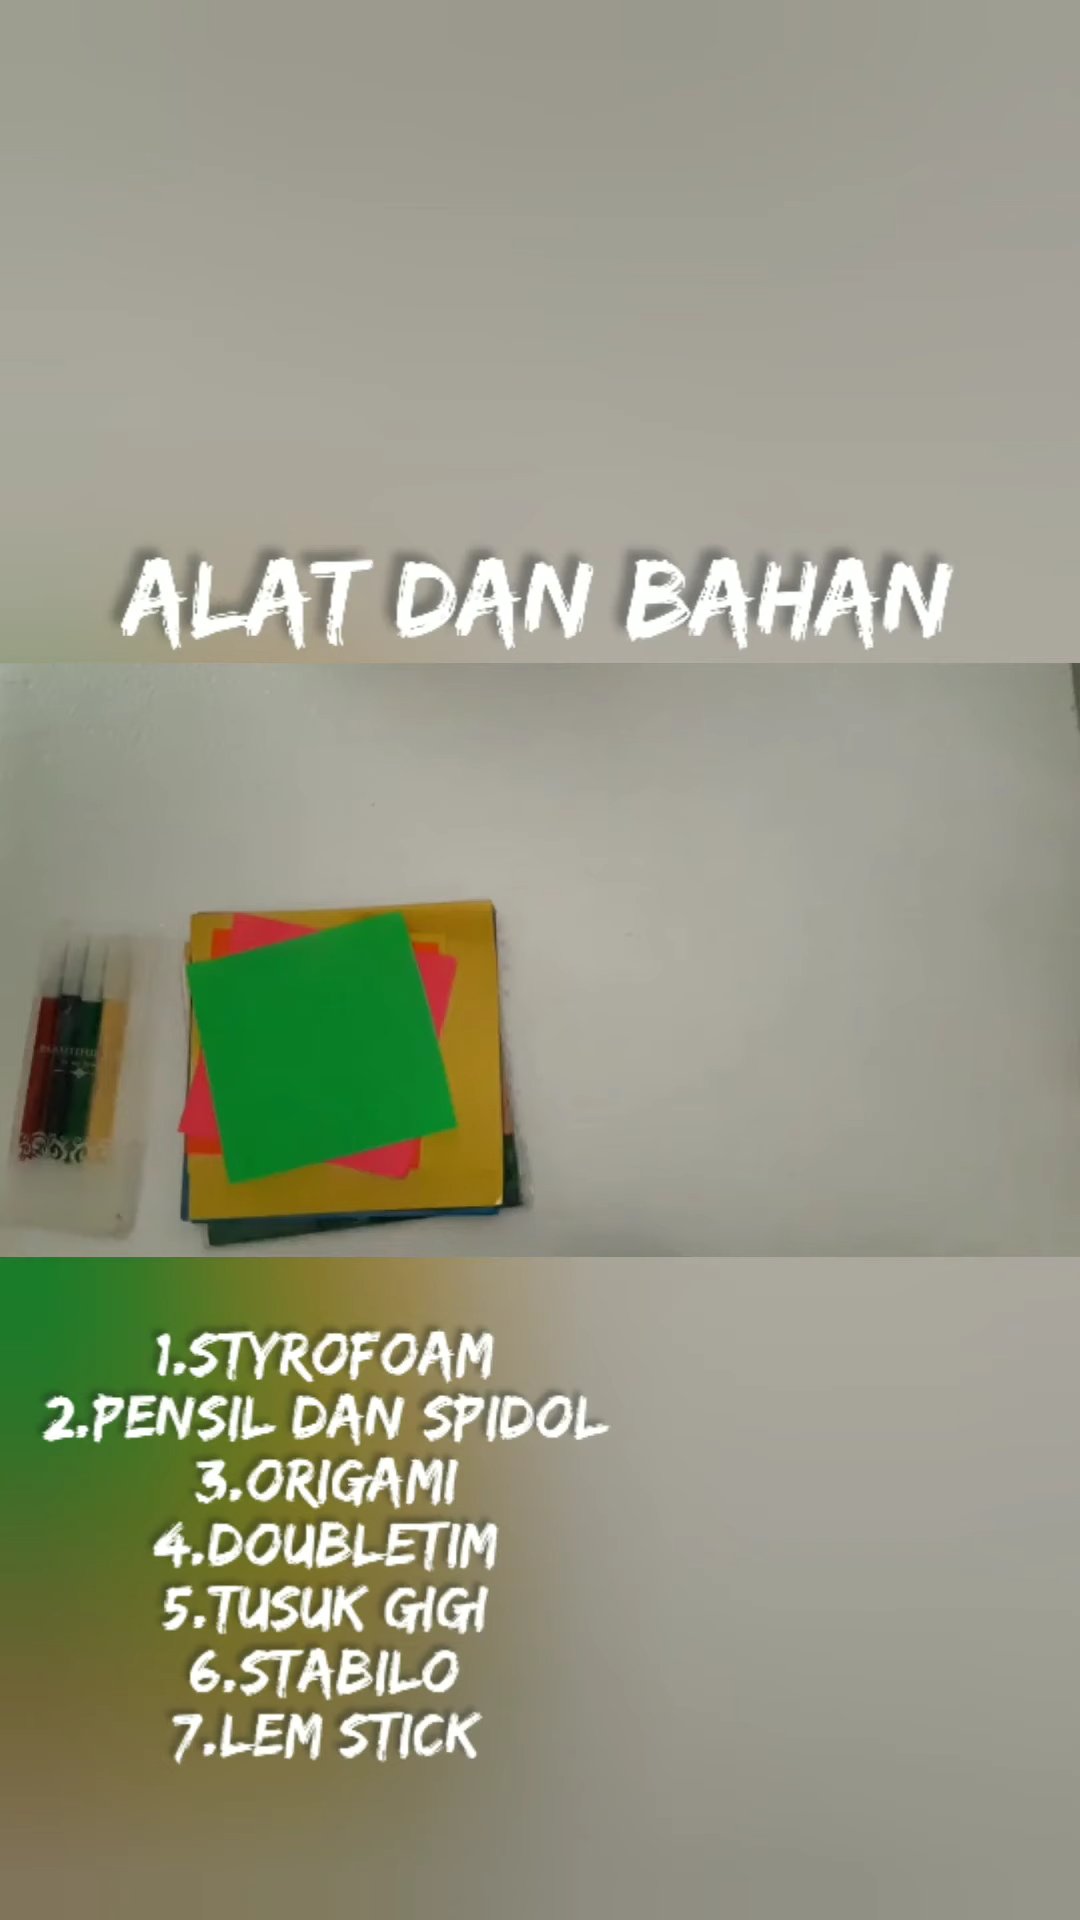 ALAT DAN BAHAN
1.STYROFOAM
2.PENSIL DAN SPIDOL
3.ORIGAMI
4.DOUBLETIM
5.TUSUK GIGI
6.STABILO
7.LEM STICK